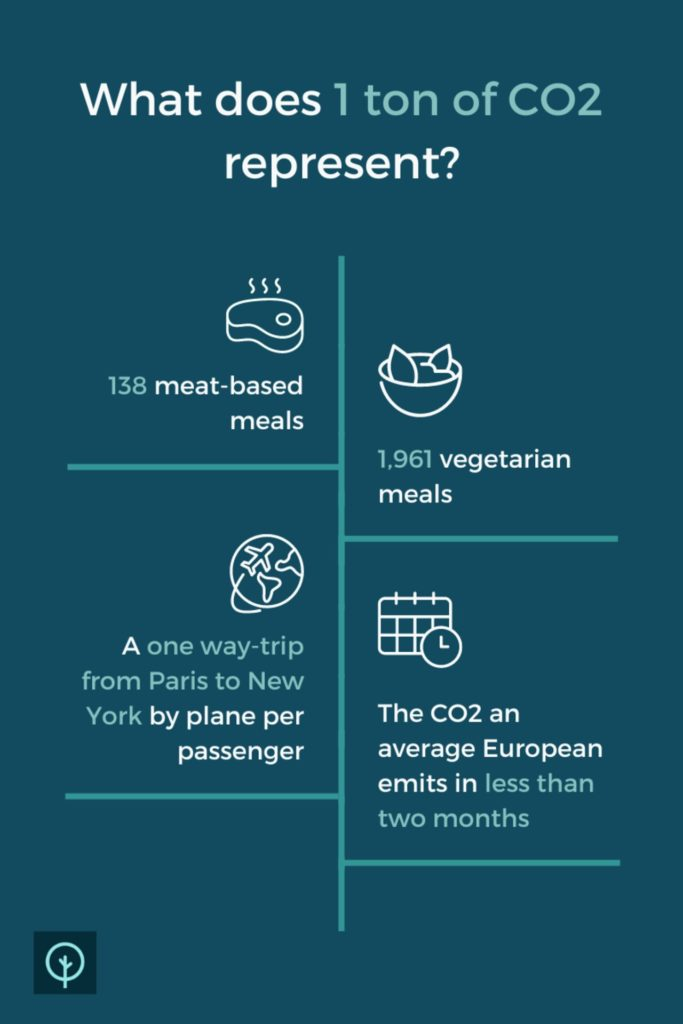 What does 1 ton of CO2
represent?
138 meat-based
meals
1,961 vegetarian
meals
A one way-trip
from Paris to New
York by plane per
passenger
The CO2 an
average European
emits in less than
two months